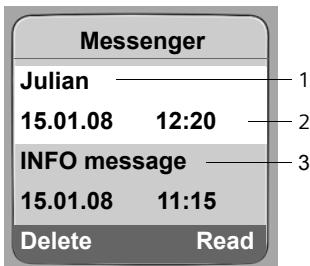 Messenger
Julian
1
15.01.08 12:20
2
INFO message
3
15.01.08 11:15
Delete Read